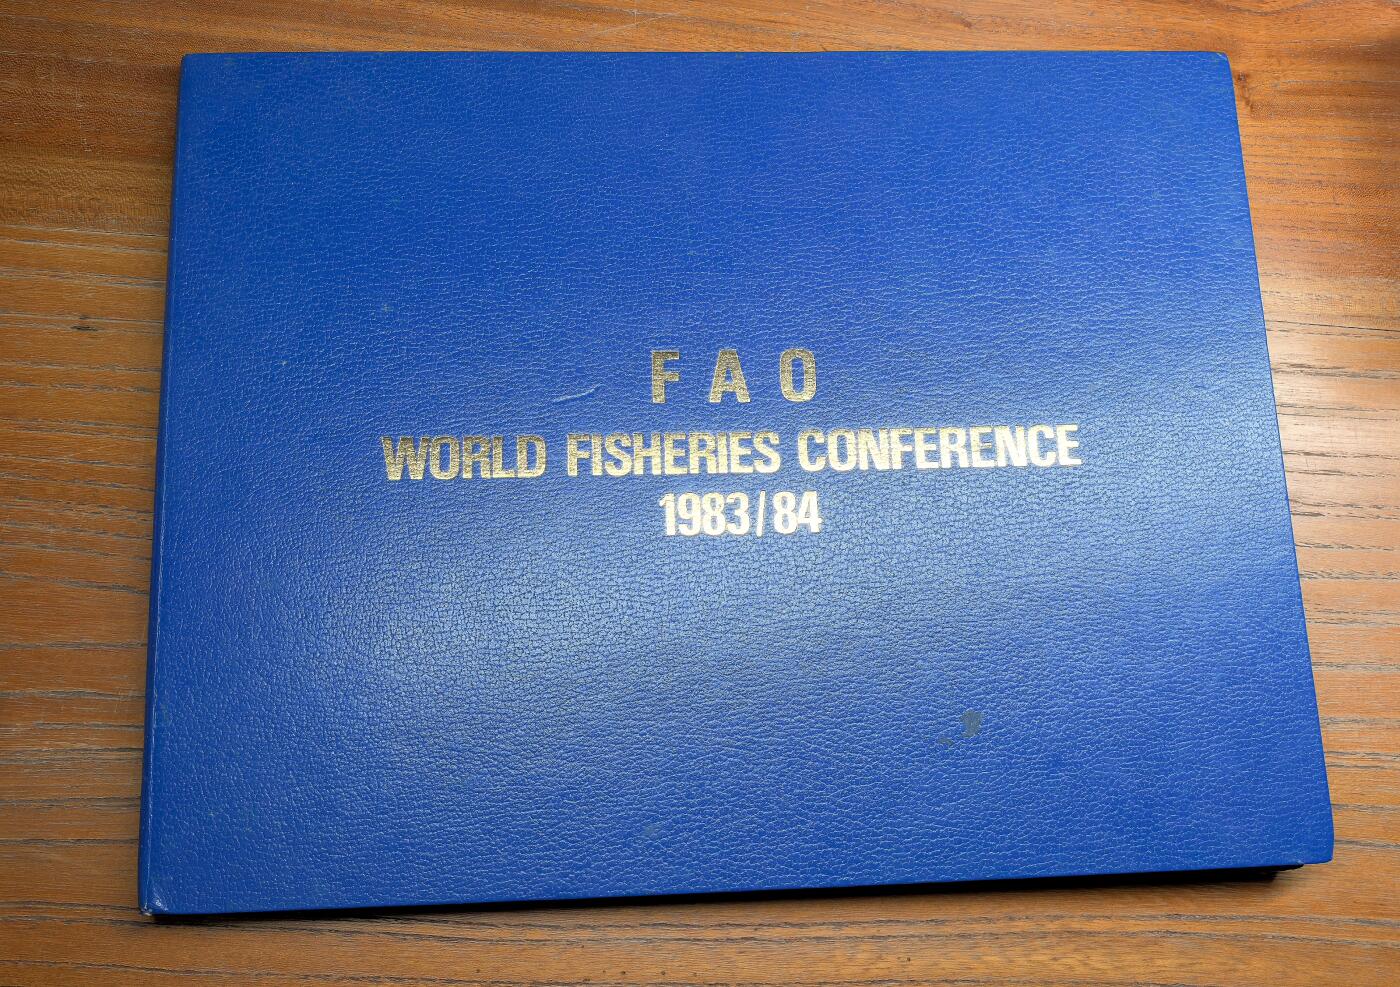 F A O
WORLD FISHERIES CONFERENCE
1983/84